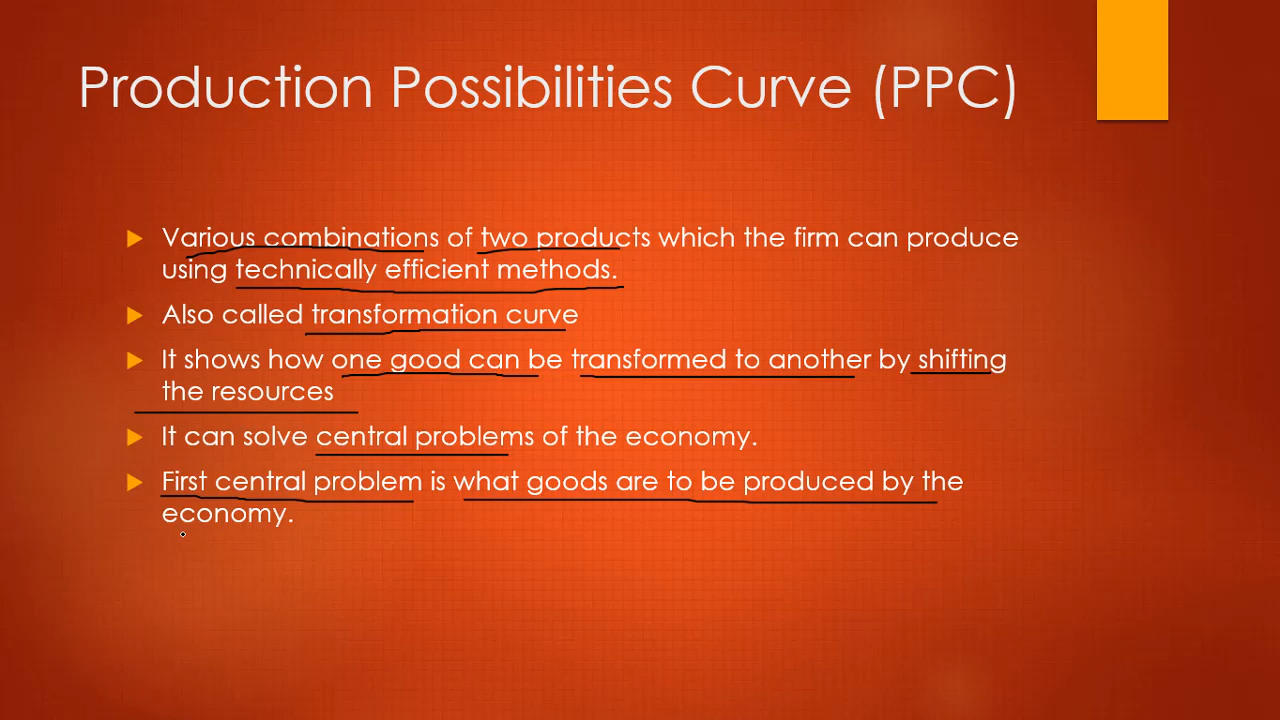 Production Possibilities Curve (PPC)
Various combinations of two products which the firm can produce
using technically efficient methods.
Also called transformation curve
It shows how one good can be transformed to another by shifting
the resources
It can solve central problems of the economy.
First central problem is what goods are to be produced by the
economy.